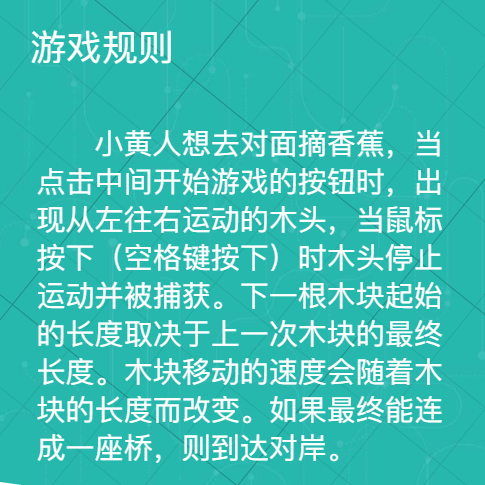 游戏规则
小黄人想去对面摘香蕉，当
点击中间开始游戏的按钮时，出
现从左往右运动的木头，当鼠标
按下（空格键按下）时木头停止
运动并被捕获。下一根木块起始
的长度取决于上一次木块的最终
长度。木块移动的速度会随着木
块的长度而改变。如果最终能连
成一座桥，则到达对岸。